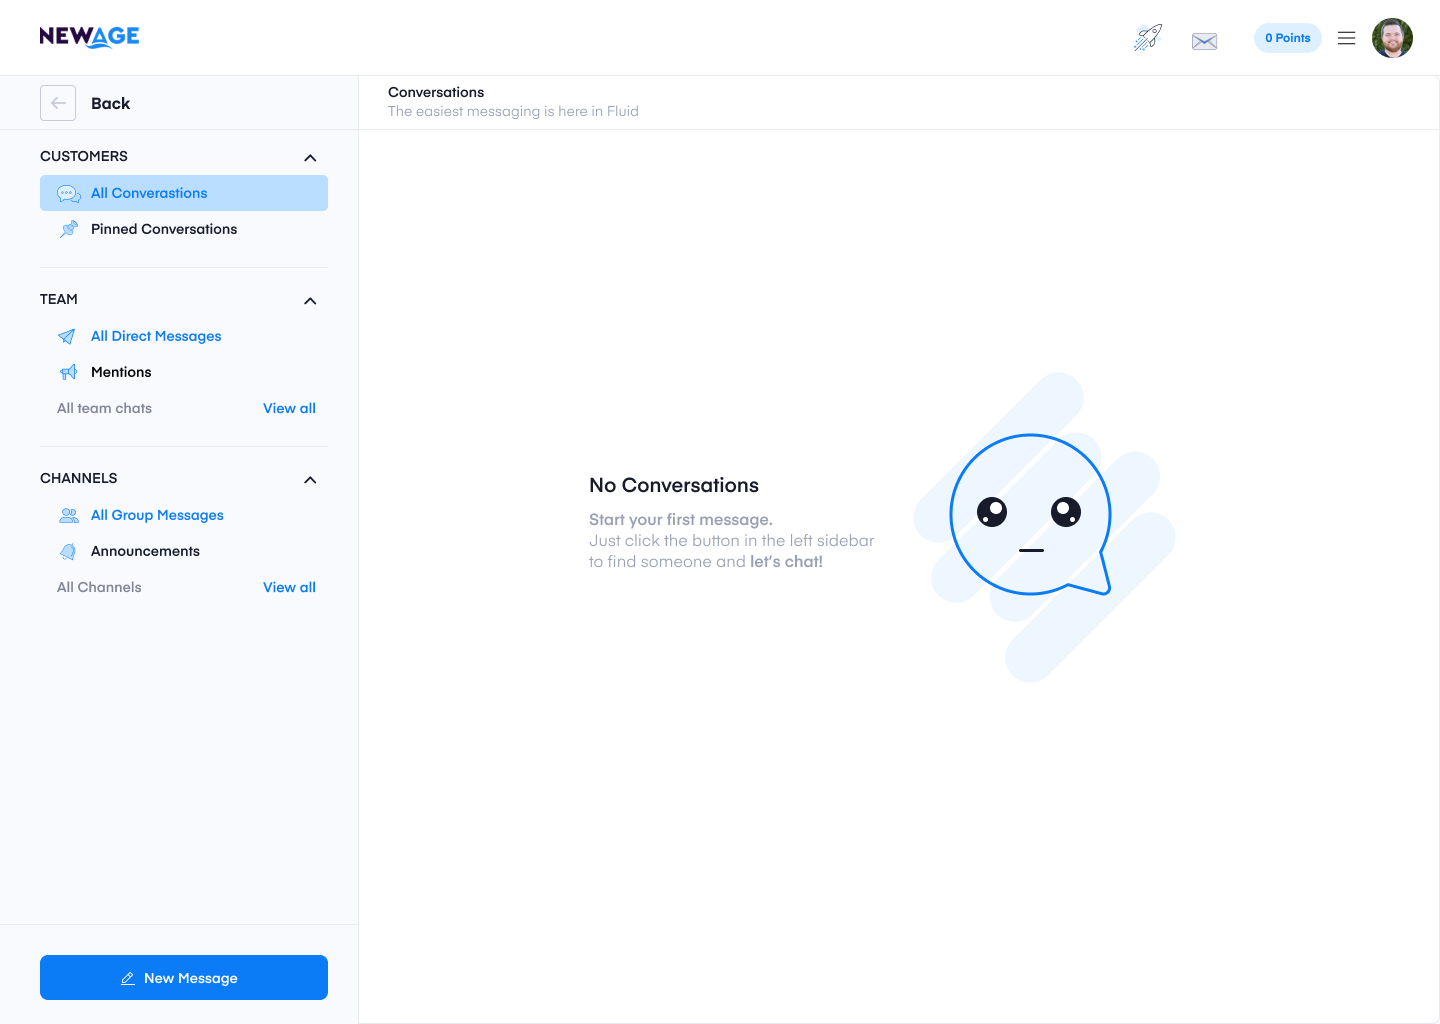 NEWAGE
0 Points
Back
CUSTOMERS
All Converastions
Pinned Conversations
TEAM
All Direct Messages
Mentions
All team chats View all
CHANNELS
All Group Messages
Announcements
All Channels View all
New Message
Conversations
The easiest messaging is here in Fluid
No Conversations
Start your first message.
Just click the button in the left sidebar
to find someone and let's chat!